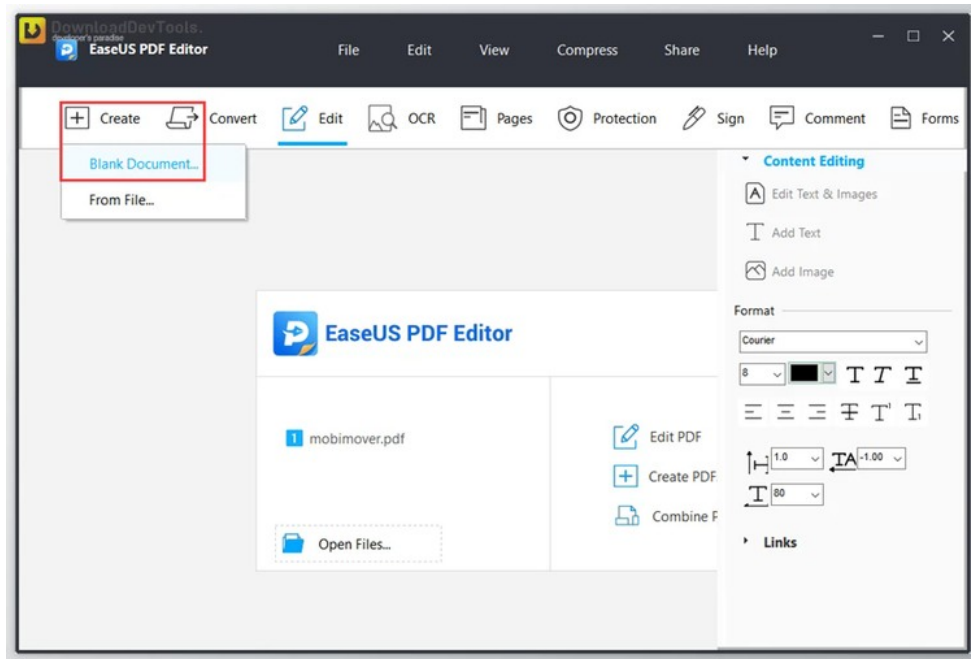 DownloadDevTools.
developer's paradise
EaseUS PDF Editor
File Edit View Compress Share Help
Create Convert Edit OCR Pages Protection Sign Comment Forms
Blank Document...
From File...
Content Editing
Edit Text & Images
Add Text
Add Image
Format
Courier
8
1.0 -1.00
80
Links
EaseUS PDF Editor
1 mobimover.pdf
Open Files...
Edit PDF
Create PDF
Combine P